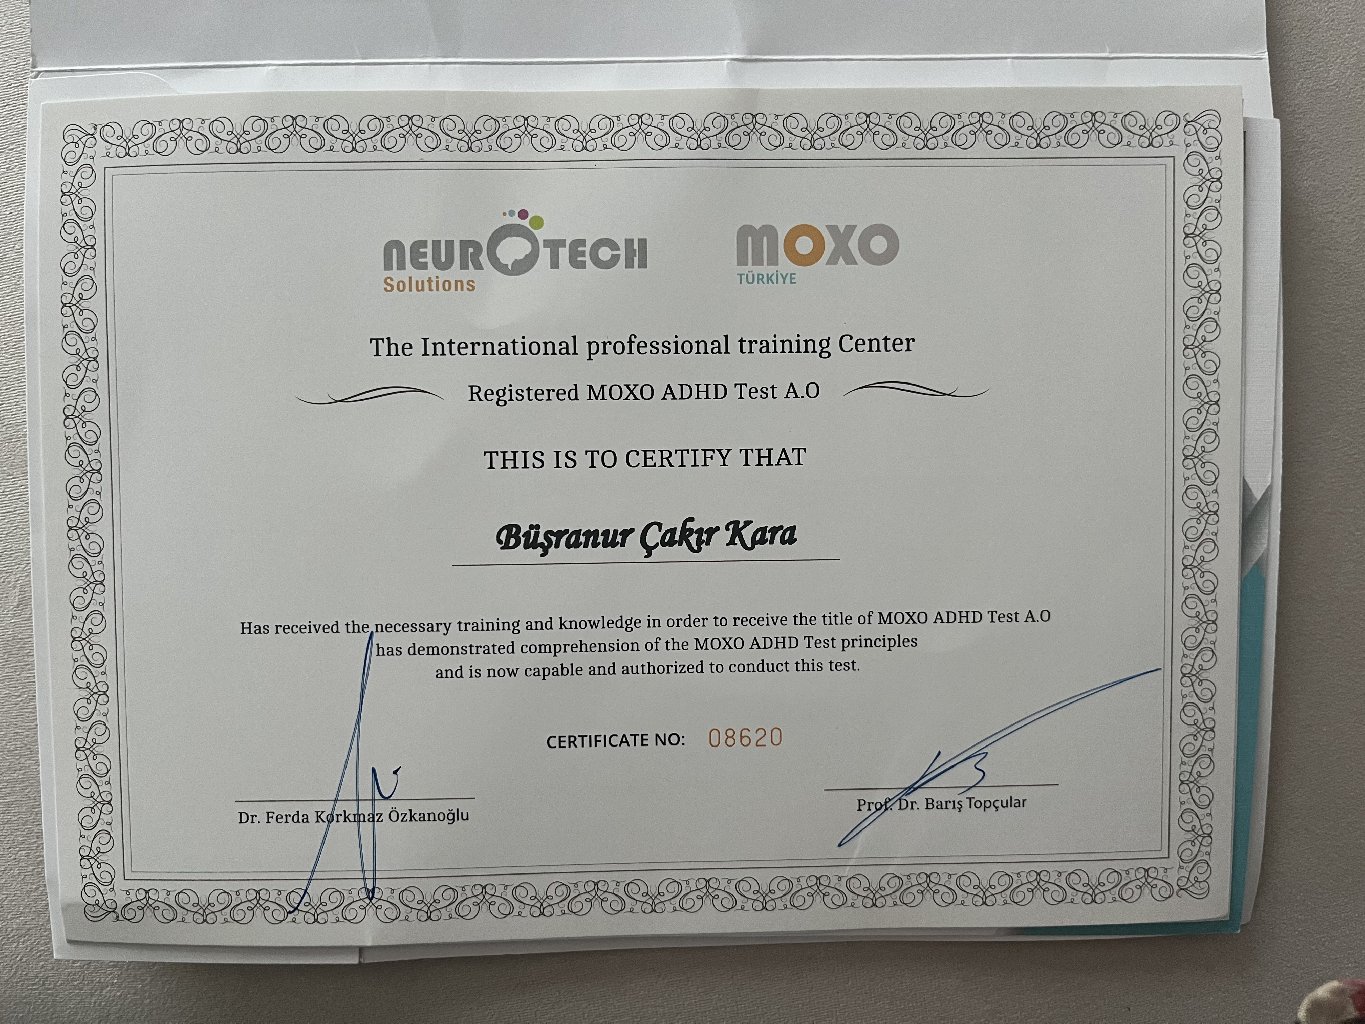 NEUROTECH
Solutions
MOXO
TÜRKİYE
The International professional training Center
Registered MOXO ADHD Test A.O
THIS IS TO CERTIFY THAT
Büşranur Çakır Kara
Has received the necessary training and knowledge in order to receive the title of MOXO ADHD Test A.O
has demonstrated comprehension of the MOXO ADHD Test principles
and is now capable and authorized to conduct this test.
CERTIFICATE NO: 08620
Dr. Ferda Korkmaz Özkanoğlu
Prof. Dr. Barış Topçular